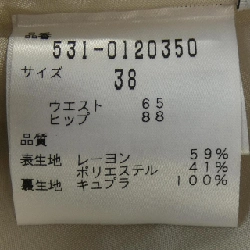 品番
531-0120350
サイズ
38
ウエスト 65
ヒップ 88
品質
表生地 レーヨン 59%
ポリエステル 41%
裏生地 キュプラ 100%